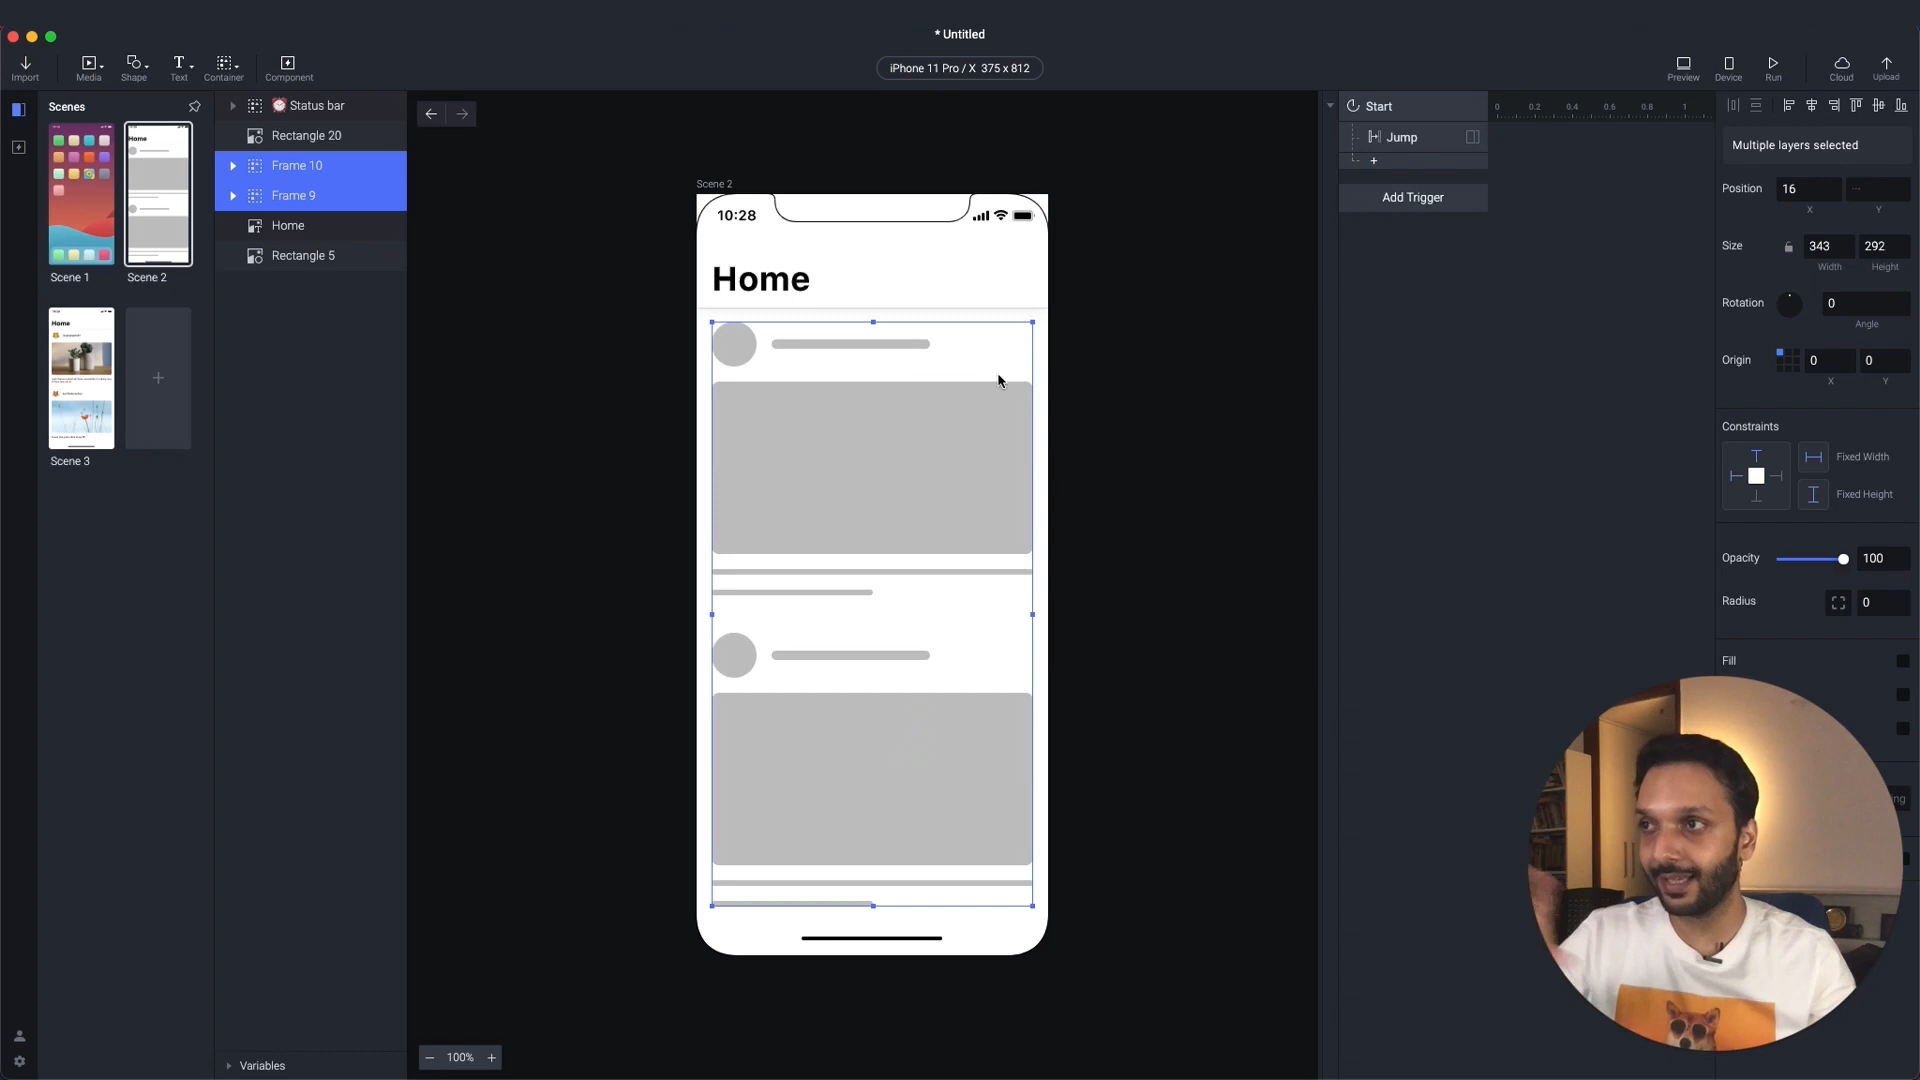 * Untitled
Import
Media
Shape
Text
Container
Component
iPhone 11 Pro / X 375 x 812
Preview
Device
Run
Cloud
Upload
Scenes
Scene 1
Scene 2
Scene 3
Home
Home
Status bar
Rectangle 20
Frame 10
Frame 9
Home
Rectangle 5
Variables
Scene 2
10:28
Home
100%
Start
Jump
Add Trigger
0 0.2 0.4 0.6 0.8 1
Multiple layers selected
Position 16
X Y
Size 343 292
Width Height
Rotation 0
Angle
Origin 0 0
X Y
Constraints
Fixed Width
Fixed Height
Opacity 100
Radius 0
Fill